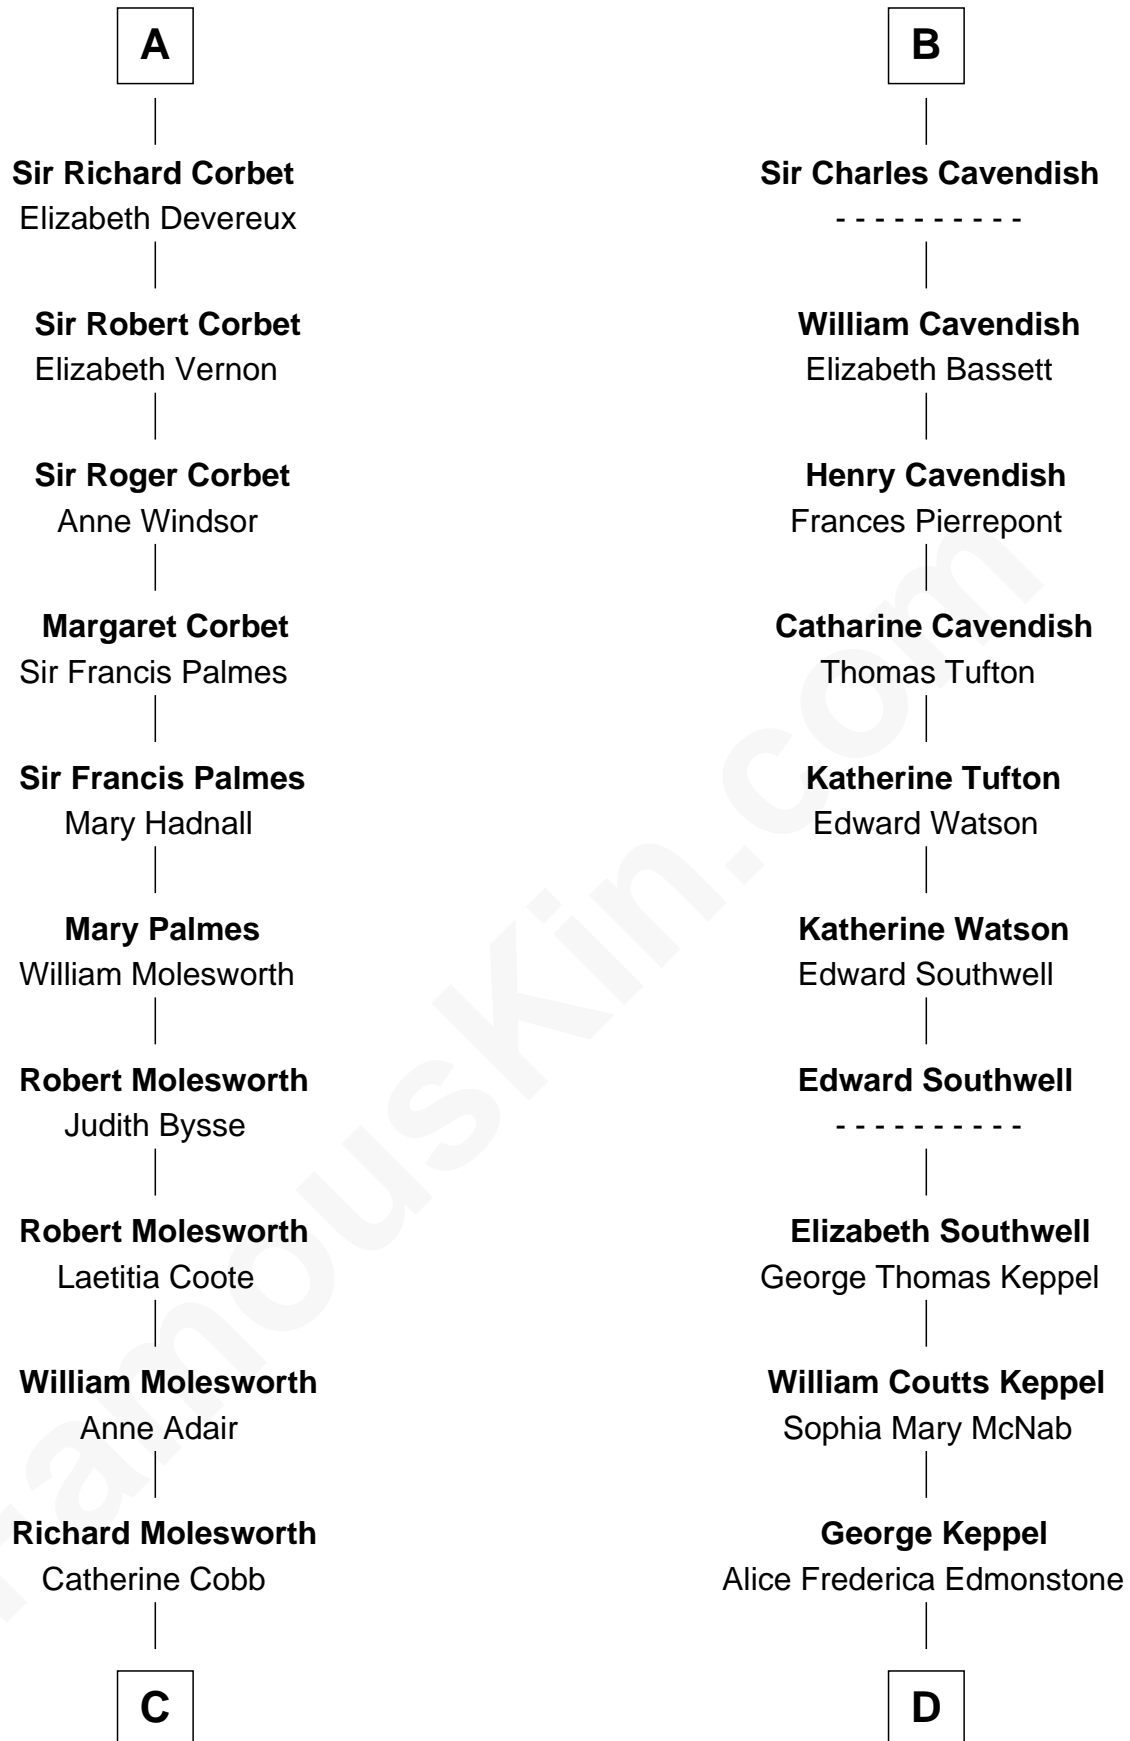 A
Sir Richard Corbet
Elizabeth Devereux
Sir Robert Corbet
Elizabeth Vernon
Sir Roger Corbet
Anne Windsor
Margaret Corbet
Sir Francis Palmes
Sir Francis Palmes
Mary Hadnall
Mary Palmes
William Molesworth
Robert Molesworth
Judith Bysse
Robert Molesworth
Laetitia Coote
William Molesworth
Anne Adair
Richard Molesworth
Catherine Cobb
C
B
Sir Charles Cavendish
- - - - - - - - - -
William Cavendish
Elizabeth Bassett
Henry Cavendish
Frances Pierrepont
Catharine Cavendish
Thomas Tufton
Katherine Tufton
Edward Watson
Katherine Watson
Edward Southwell
Edward Southwell
- - - - - - - - - -
Elizabeth Southwell
George Thomas Keppel
William Coutts Keppel
Sophia Mary McNab
George Keppel
Alice Frederica Edmonstone
D
FamousKin.com